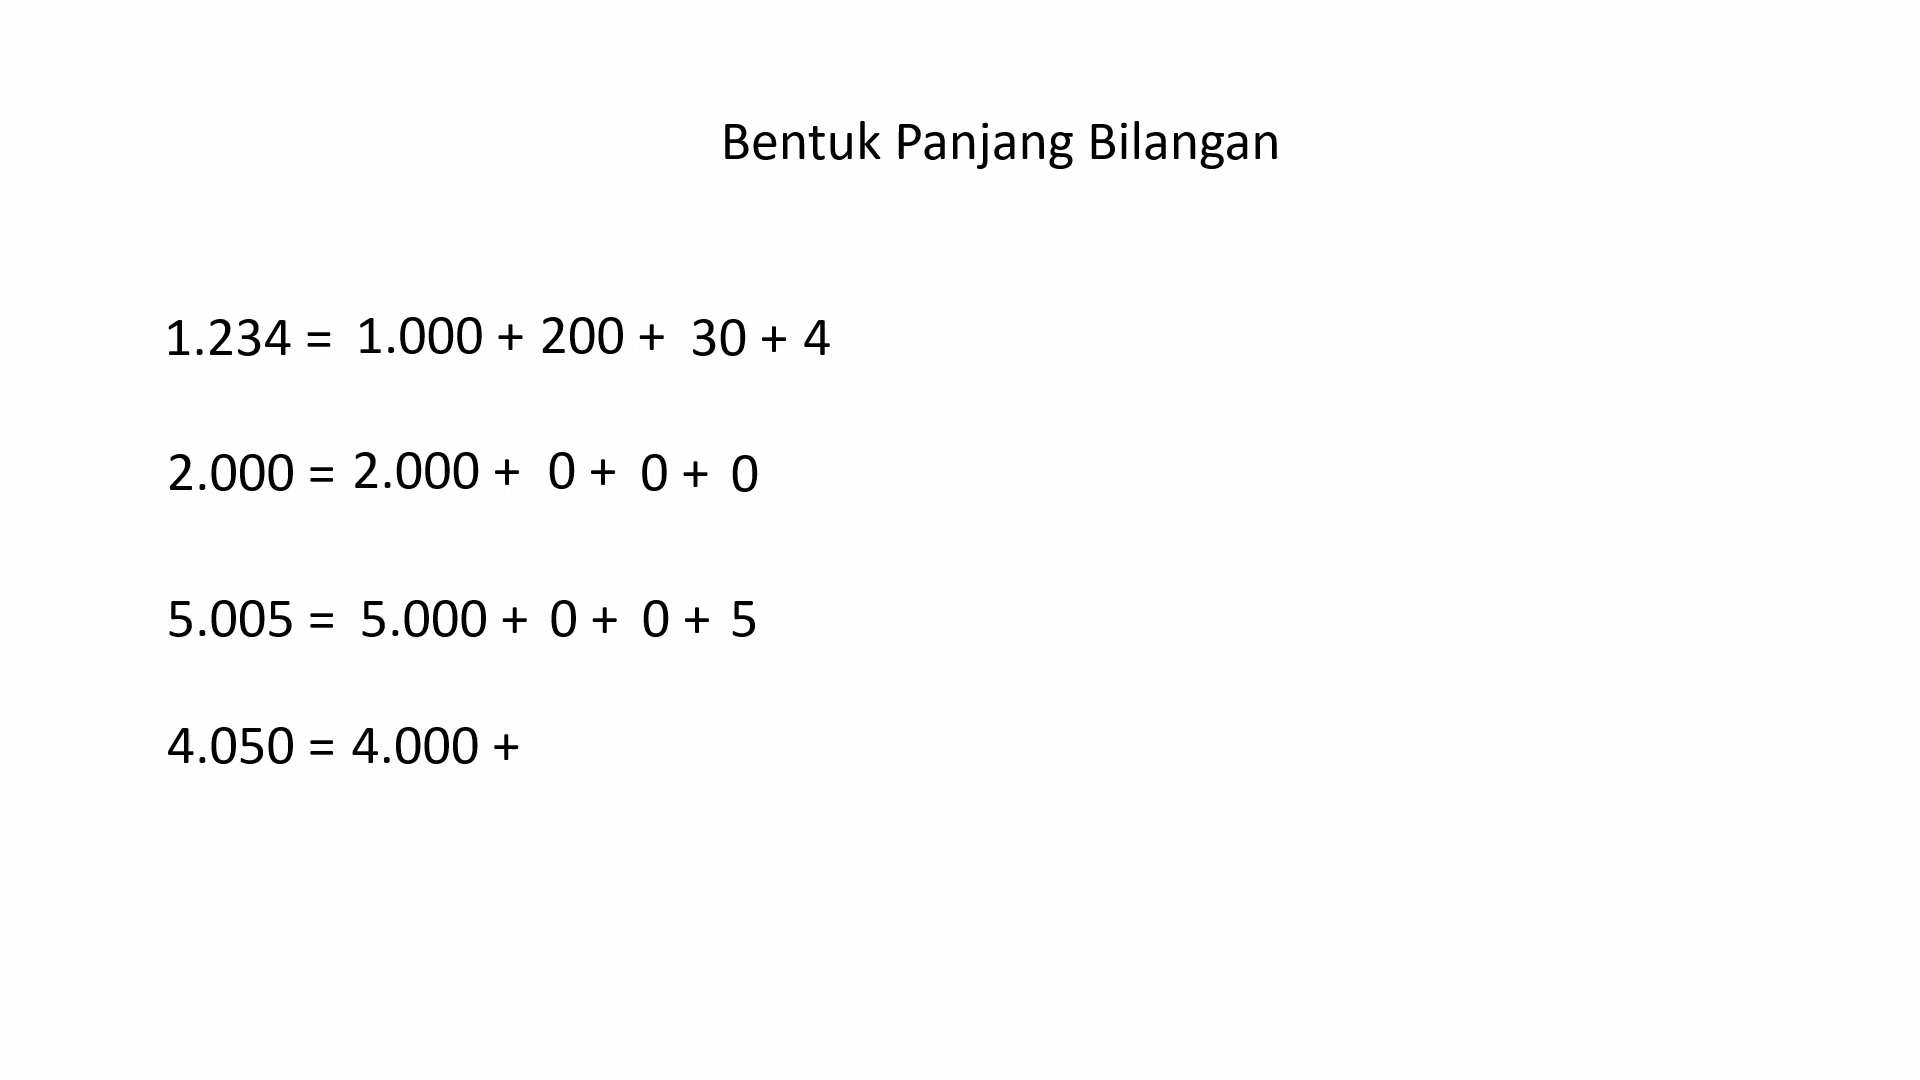 Bentuk Panjang Bilangan
1.234 = 1.000 + 200 + 30 + 4
2.000 = 2.000 + 0 + 0 + 0
5.005 = 5.000 + 0 + 0 + 5
4.050 = 4.000 +